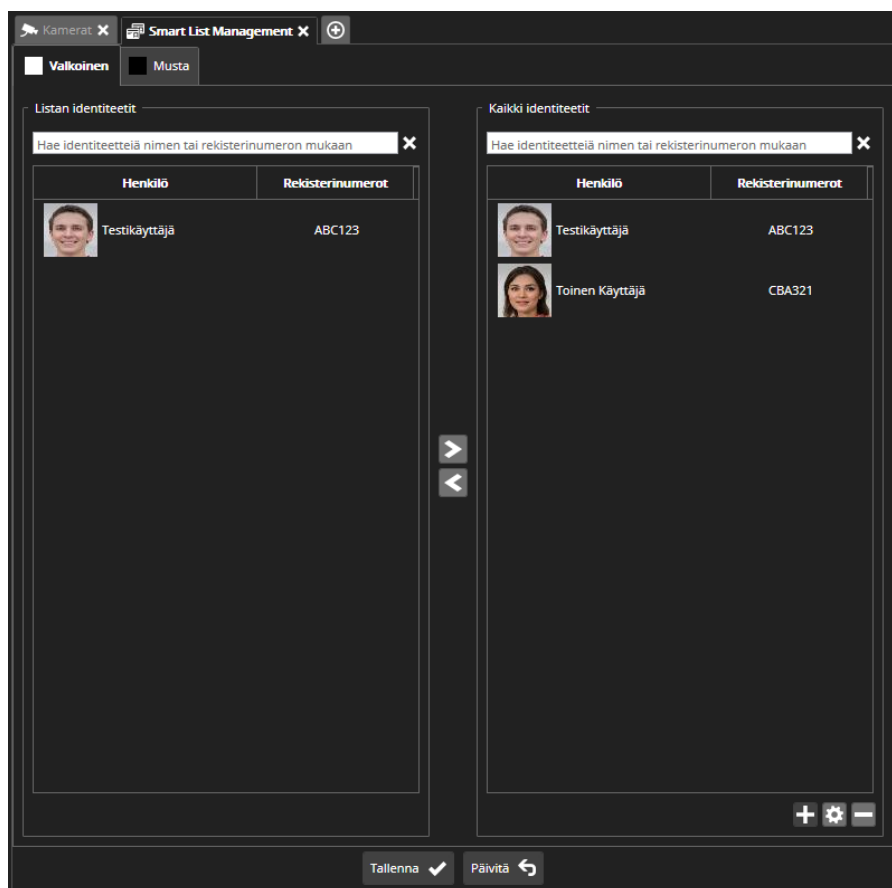 Kamerat
Smart List Management
Valkoinen
Musta
Listan identiteetit
Hae identiteetteiä nimen tai rekisterinumeron mukaan
Henkilö Rekisterinumerot
Testikäyttäjä ABC123
Kaikki identiteetit
Hae identiteetteiä nimen tai rekisterinumeron mukaan
Henkilö Rekisterinumerot
Testikäyttäjä ABC123
Toinen Käyttäjä CBA321
Tallenna
Päivitä